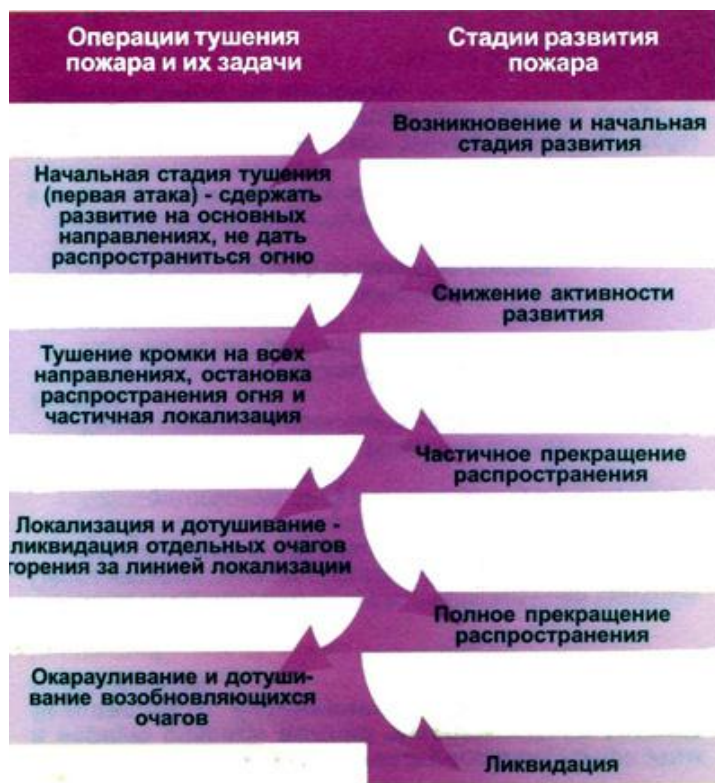 Операции тушения
пожара и их задачи
Стадии развития
пожара
Возникновение и начальная
стадия развития
Начальная стадия тушения
(первая атака) - сдержать
развитие на основных
направлениях, не дать
распространиться огню
Снижение активности
развития
Тушение кромки на всех
направлениях, остановка
распространения огня и
частичная локализация
Частичное прекращение
распространения
Локализация и дотушивание -
ликвидация отдельных очагов
горения за линией локализации
Полное прекращение
распространения
Окарауливание и дотуши-
вание возобновляющихся
очагов
Ликвидация